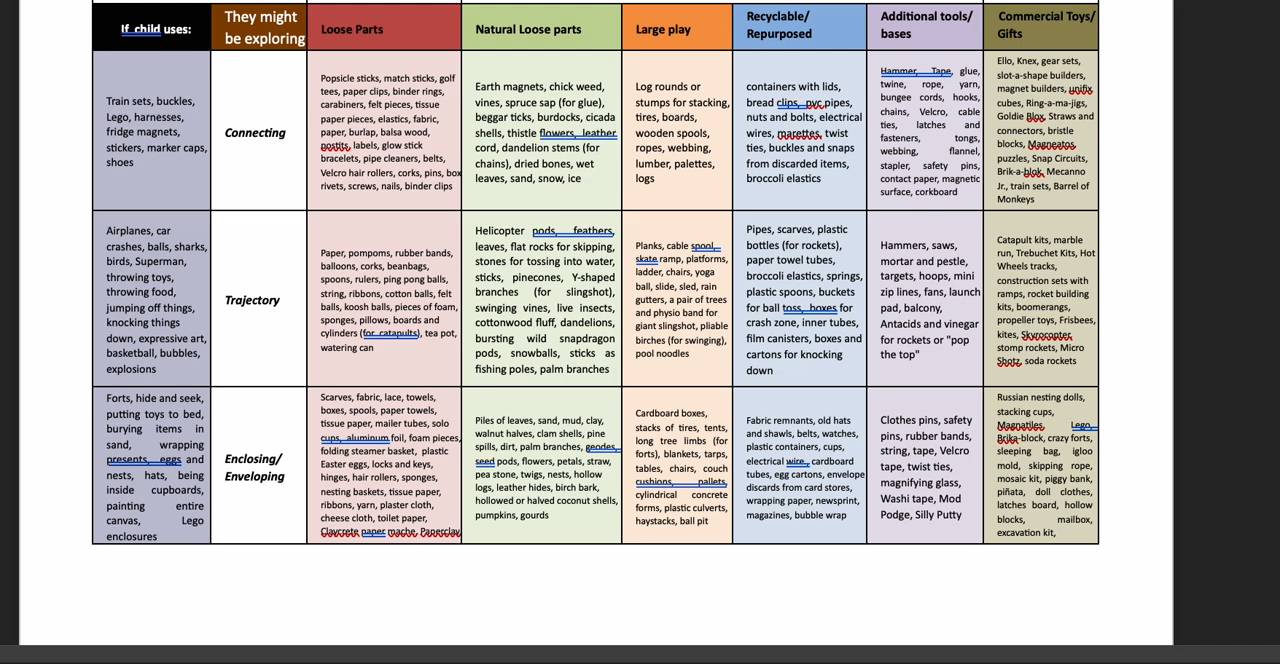 If child uses:
They might
be exploring
Loose Parts
Natural Loose parts
Large play
Recyclable/
Repurposed
Additional tools/
bases
Commercial Toys/
Gifts
Train sets, buckles,
Lego, harnesses,
fridge magnets,
stickers, marker caps,
shoes
Connecting
Popsicle sticks, match sticks, golf
tees, paper clips, binder rings,
carabiners, felt pieces, tissue
paper pieces, elastics, fabric,
paper, burlap, balsa wood,
postits, labels, glow stick
bracelets, pipe cleaners, belts,
Velcro hair rollers, corks, pins, box
rivets, screws, nails, binder clips
Earth magnets, chick weed,
vines, spruce sap (for glue),
beggar ticks, burdocks, cicada
shells, thistle flowers, leather
cord, dandelion stems (for
chains), dried bones, wet
leaves, sand, snow, ice
Log rounds or
stumps for stacking,
tires, boards,
wooden spools,
ropes, webbing,
lumber, palettes,
logs
containers with lids,
bread clips, pvc pipes,
nuts and bolts, electrical
wires, marettes, twist
ties, buckles and snaps
from discarded items,
broccoli elastics
Hammer, Tape, glue,
twine, rope, yarn,
bungee cords, hooks,
chains, Velcro, cable
ties, latches and
fasteners, tongs,
webbing, flannel,
stapler, safety pins,
contact paper, magnetic
surface, corkboard
Ello, Knex, gear sets,
slot-a-shape builders,
magnet builders, unifix
cubes, Ring-a-ma-jigs,
Goldie Blox, Straws and
connectors, bristle
blocks, Magneatos,
puzzles, Snap Circuits,
Brik-a-blok, Mecanno
Jr., train sets, Barrel of
Monkeys
Airplanes, car
crashes, balls, sharks,
birds, Superman,
throwing toys,
throwing food,
jumping off things,
knocking things
down, expressive art,
basketball, bubbles,
explosions
Trajectory
Paper, pompoms, rubber bands,
balloons, corks, beanbags,
spoons, rulers, ping pong balls,
string, ribbons, cotton balls, felt
balls, koosh balls, pieces of foam,
sponges, pillows, boards and
cylinders (for catapults), tea pot,
watering can
Helicopter pods, feathers,
leaves, flat rocks for skipping,
stones for tossing into water,
sticks, pinecones, Y-shaped
branches (for slingshot),
swinging vines, live insects,
cottonwood fluff, dandelions,
bursting wild snapdragon
pods, snowballs, sticks as
fishing poles, palm branches
Planks, cable spool,
skate ramp, platforms,
ladder, chairs, yoga
ball, slide, sled, rain
gutters, a pair of trees
and physio band for
giant slingshot, pliable
birches (for swinging),
pool noodles
Pipes, scarves, plastic
bottles (for rockets),
paper towel tubes,
broccoli elastics, springs,
plastic spoons, buckets
for ball toss, boxes for
crash zone, inner tubes,
film canisters, boxes and
cartons for knocking
down
Hammers, saws,
mortar and pestle,
targets, hoops, mini
zip lines, fans, launch
pad, balcony,
Antacids and vinegar
for rockets or "pop
the top"
Catapult kits, marble
run, Trebuchet Kits, Hot
Wheels tracks,
construction sets with
ramps, rocket building
kits, boomerangs,
propeller toys, Frisbees,
kites, Skyrocopter,
stomp rockets, Micro
Shotz, soda rockets
Forts, hide and seek,
putting toys to bed,
burying items in
sand, wrapping
presents, eggs and
nests, hats, being
inside cupboards,
painting entire
canvas, Lego
enclosures
Enclosing/
Enveloping
Scarves, fabric, lace, towels,
boxes, spools, paper towels,
tissue paper, mailer tubes, solo
cups, aluminum foil, foam pieces,
folding steamer basket, plastic
Easter eggs, locks and keys,
hinges, hair rollers, sponges,
nesting baskets, tissue paper,
ribbons, yarn, plaster cloth,
cheese cloth, toilet paper,
Claycrete paper mache, Paperclay
Piles of leaves, sand, mud, clay,
walnut halves, clam shells, pine
spills, dirt, palm branches, geodes,
seed pods, flowers, petals, straw,
pea stone, twigs, nests, hollow
logs, leather hides, birch bark,
hollowed or halved coconut shells,
pumpkins, gourds
Cardboard boxes,
stacks of tires, tents,
long tree limbs (for
forts), blankets, tarps,
tables, chairs, couch
cushions, pallets,
cylindrical concrete
forms, plastic culverts,
haystacks, ball pit
Fabric remnants, old hats
and shawls, belts, watches,
plastic containers, cups,
electrical wire, cardboard
tubes, egg cartons, envelope
discards from card stores,
wrapping paper, newsprint,
magazines, bubble wrap
Clothes pins, safety
pins, rubber bands,
string, tape, Velcro
tape, twist ties,
magnifying glass,
Washi tape, Mod
Podge, Silly Putty
Russian nesting dolls,
stacking cups,
Magnatiles, Lego,
Brika-block, crazy forts,
sleeping bag, igloo
mold, skipping rope,
mosaic kit, piggy bank,
piñata, doll clothes,
latches board, hollow
blocks, mailbox,
excavation kit,